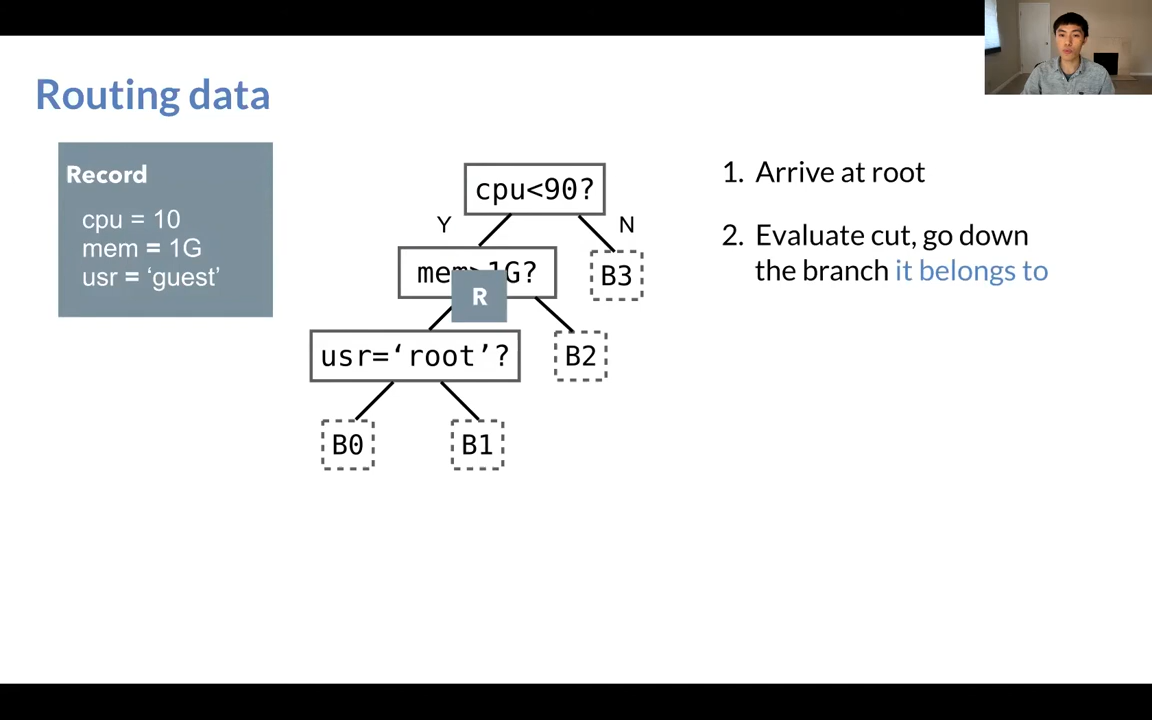 Routing data
Record
cpu = 10
mem = 1G
usr = ‘guest’
cpu<90?
Y
N
1G?
R
B3
usr=‘root’?
B2
B0
B1
1. Arrive at root
2. Evaluate cut, go down
the branch it belongs to